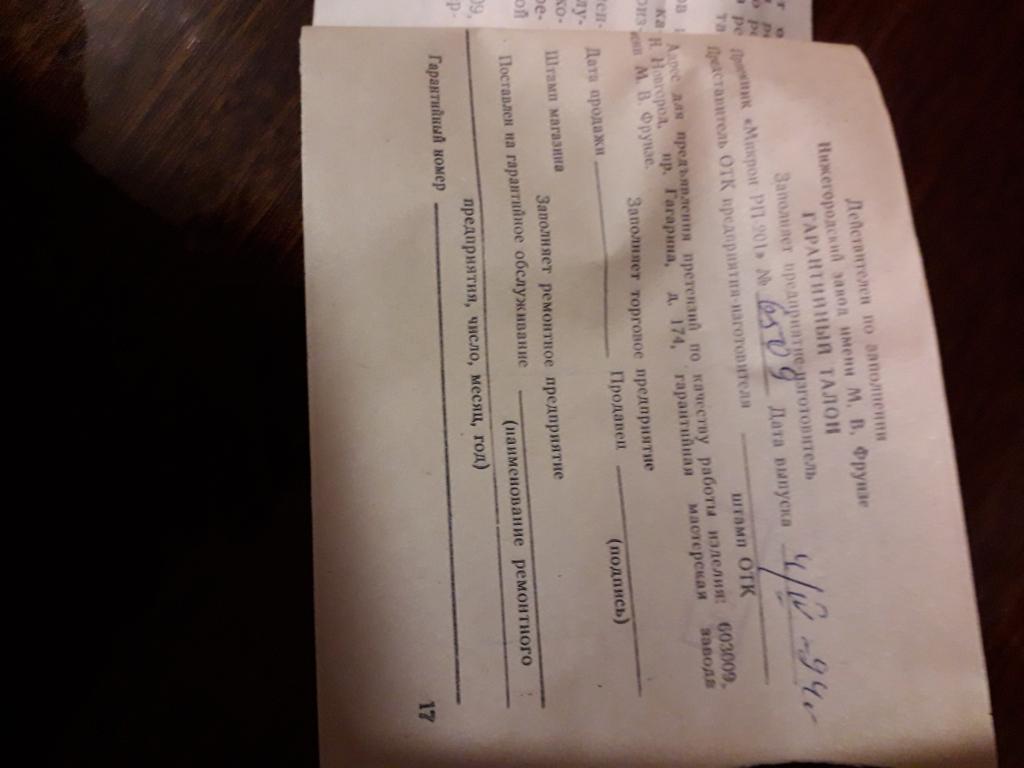 Действителен по заполнении
Нижегородский завод имени М. В. Фрунзе
ГАРАНТИЙНЫЙ ТАЛОН
Заполняет предприятие-изготовитель
Приемник «Микрон РП-201» № 6509 Дата выпуска 4/IV-94г
Представитель ОТК предприятия-изготовителя
штамп ОТК
Адрес для предъявления претензий по качеству работы изделия: 603009,
Н. Новгород, пр. Гагарина, д. 174, гарантийная мастерская завода
М. В. Фрунзе.
Заполняет торговое предприятие
Дата продажи Продавец
(подпись)
Штамп магазина
Заполняет ремонтное предприятие
Поставлен на гарантийное обслуживание
(наименование ремонтного
предприятия, число, месяц, год)
Гарантийный номер
17